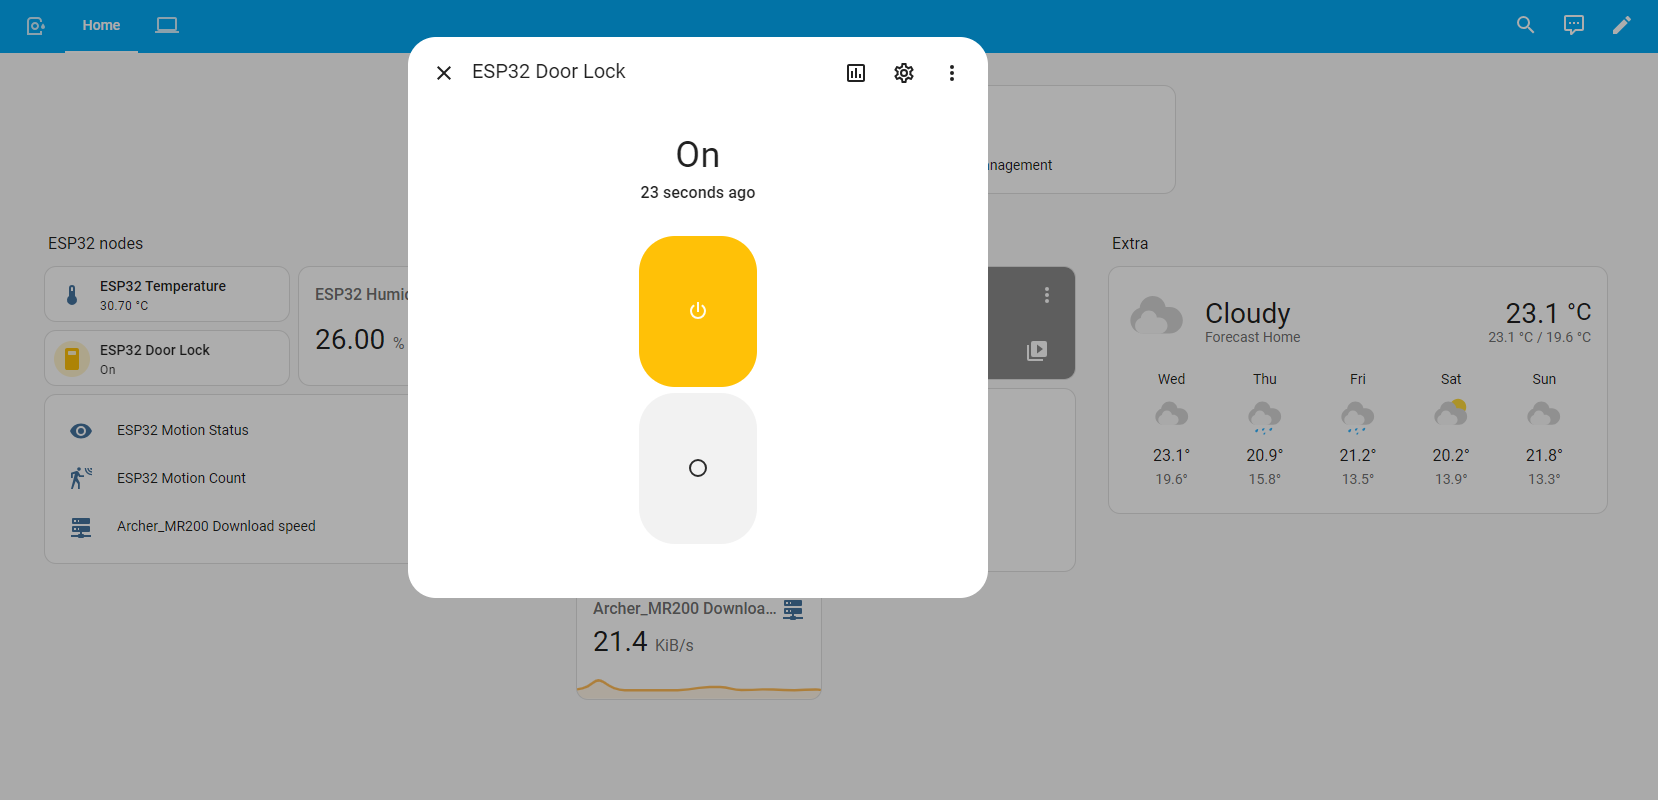 Home
ESP32 Door Lock
On
23 seconds ago
ESP32 nodes
ESP32 Temperature
30.70 °C
ESP32 Door Lock
On
ESP32 Humi
26.00 %
ESP32 Motion Status
ESP32 Motion Count
Archer_MR200 Download speed
Archer_MR200 Downloa...
21.4 KiB/s
nagement
Extra
Cloudy
Forecast Home
23.1 °C
23.1 °C / 19.6 °C
Wed Thu Fri Sat Sun
23.1° 20.9° 21.2° 20.2° 21.8°
19.6° 15.8° 13.5° 13.9° 13.3°